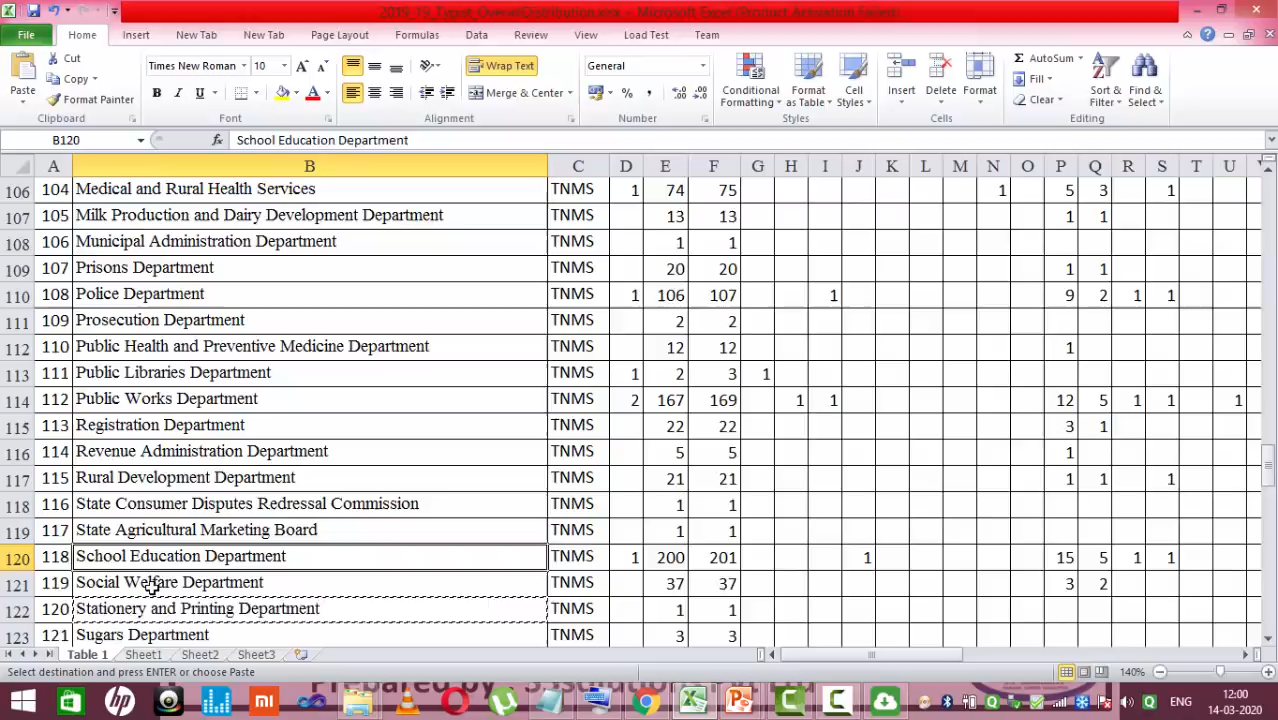 2019_19_Typist_OverallDistribution.xlsx - Microsoft Excel (Product Activation Failed)
File Home Insert New Tab New Tab Page Layout Formulas Data Review View Load Test Team
Cut
Copy
Format Painter
Paste
Clipboard
Times New Roman 10
B I U
Font
Wrap Text
Merge & Center
Alignment
General
Number
Conditional Formatting
Format as Table
Cell Styles
Styles
Insert Delete Format
Cells
AutoSum
Fill
Clear
Sort & Filter
Find & Select
Editing
B120 fx School Education Department
A B C D E F G H I J K L M N O P Q R S T U
106 104 Medical and Rural Health Services TNMS 1 74 75 1 5 3 1
107 105 Milk Production and Dairy Development Department TNMS 13 13 1 1
108 106 Municipal Administration Department TNMS 1 1
109 107 Prisons Department TNMS 20 20 1 1
110 108 Police Department TNMS 1 106 107 1 9 2 1 1
111 109 Prosecution Department TNMS 2 2
112 110 Public Health and Preventive Medicine Department TNMS 12 12 1
113 111 Public Libraries Department TNMS 1 2 3 1
114 112 Public Works Department TNMS 2 167 169 1 1 12 5 1 1 1
115 113 Registration Department TNMS 22 22 3 1
116 114 Revenue Administration Department TNMS 5 5 1
117 115 Rural Development Department TNMS 21 21 1 1 1
118 116 State Consumer Disputes Redressal Commission TNMS 1 1
119 117 State Agricultural Marketing Board TNMS 1 1
120 118 School Education Department TNMS 1 200 201 1 15 5 1 1
121 119 Social Welfare Department TNMS 37 37 3 2
122 120 Stationery and Printing Department TNMS 1 1
123 121 Sugars Department TNMS 3 3
Table 1 Sheet1 Sheet2 Sheet3
Select destination and press ENTER or choose Paste 140%
Prepared by
ENG 12:00
14-03-2020